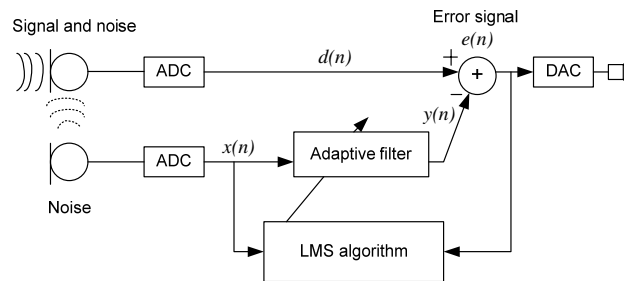 Signal and noise
Error signal
e(n)
ADC
d(n)
+
+
DAC
−
y(n)
ADC
x(n)
Adaptive filter
Noise
LMS algorithm